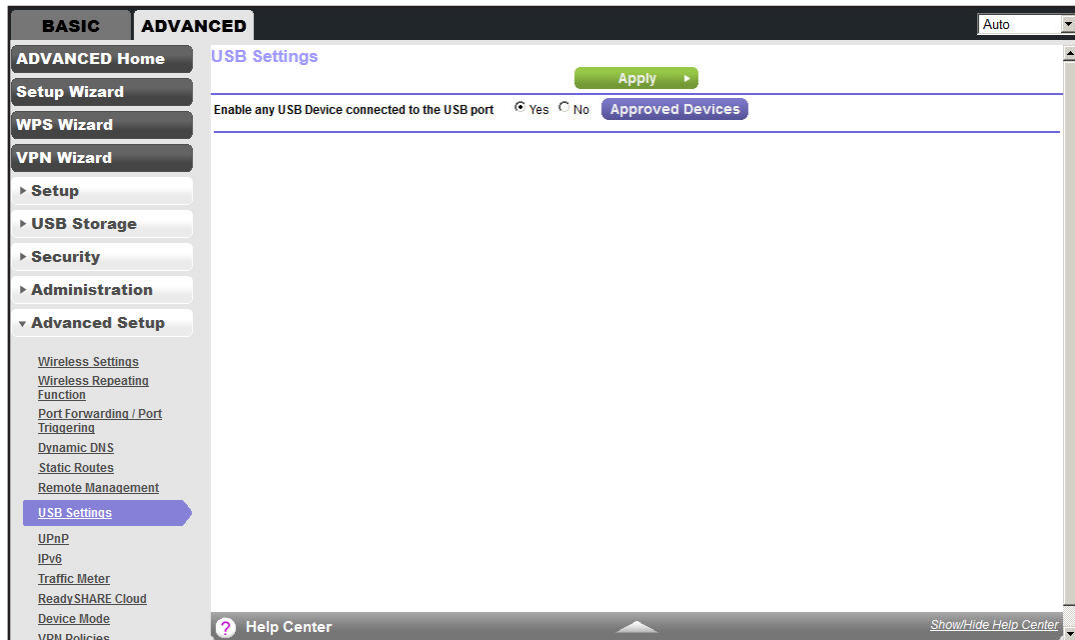 BASIC
ADVANCED
Auto
ADVANCED Home
Setup Wizard
WPS Wizard
VPN Wizard
Setup
USB Storage
Security
Administration
Advanced Setup
Wireless Settings
Wireless Repeating
Function
Port Forwarding / Port
Triggering
Dynamic DNS
Static Routes
Remote Management
USB Settings
UPnP
IPv6
Traffic Meter
ReadySHARE Cloud
Device Mode
VPN Policies
USB Settings
Apply
Enable any USB Device connected to the USB port Yes No Approved Devices
? Help Center
Show/Hide Help Center